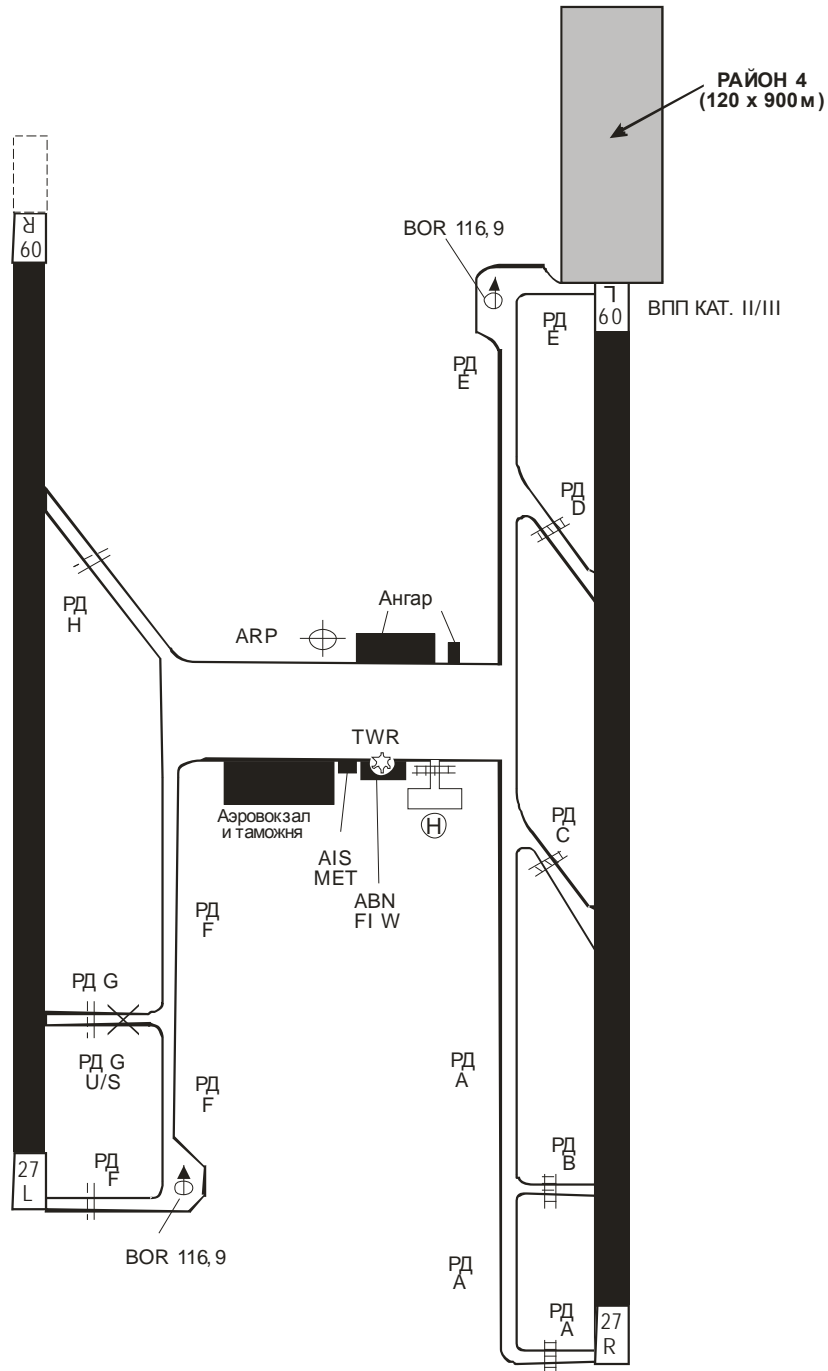 РАЙОН 4
(120 x 900 м)
BOR 116,9
09
R
L
09
ВПП КАТ. II/III
РД
E
РД
E
РД
D
РД
H
ARP
Ангар
TWR
Аэровокзал
и таможня
AIS
MET
H
ABN
FI W
РД
C
РД
F
РД G
РД G
U/S
РД
F
РД
A
РД
B
РД
F
27
L
BOR 116,9
РД
A
РД
A
27
R